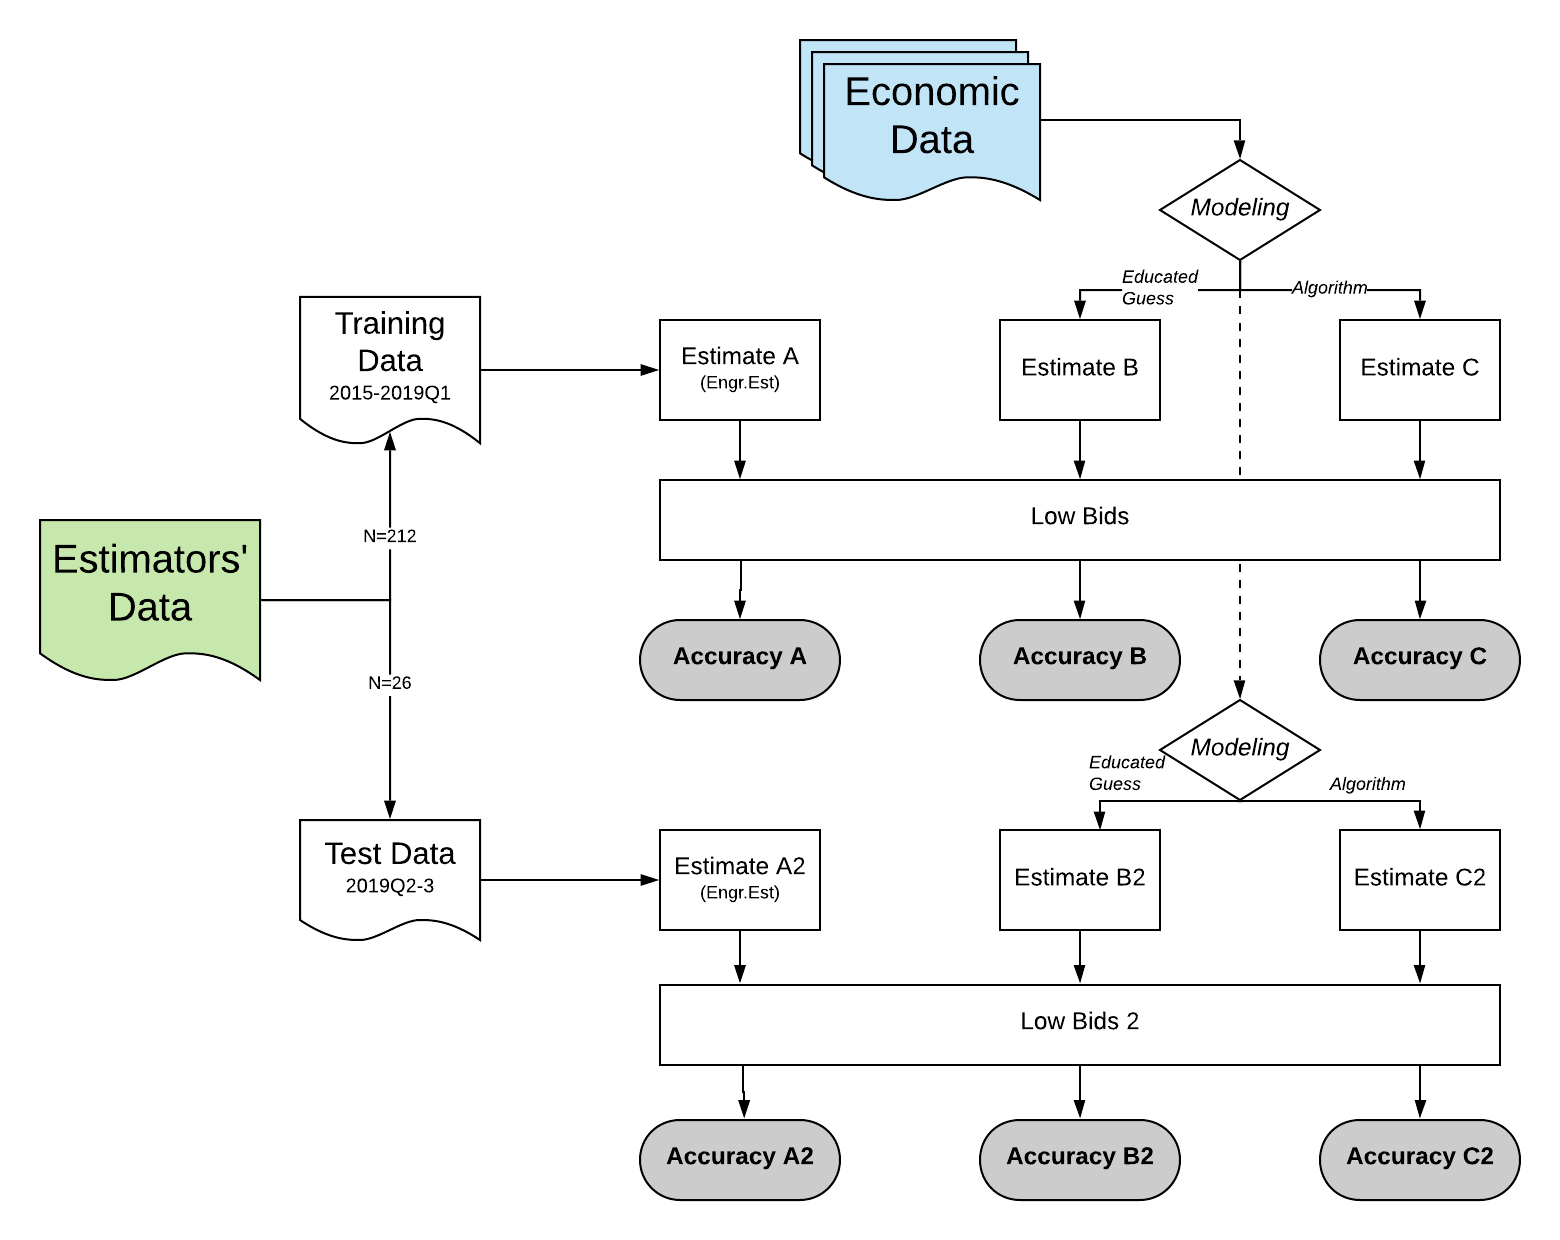 Economic
Data
Modeling
Educated
Guess
Algorithm
Training
Data
2015-2019Q1
Estimate A
(Engr.Est)
Estimate B
Estimate C
Low Bids
N=212
Estimators'
Data
Accuracy A
Accuracy B
Accuracy C
N=26
Modeling
Educated
Guess
Algorithm
Test Data
2019Q2-3
Estimate A2
(Engr.Est)
Estimate B2
Estimate C2
Low Bids 2
Accuracy A2
Accuracy B2
Accuracy C2